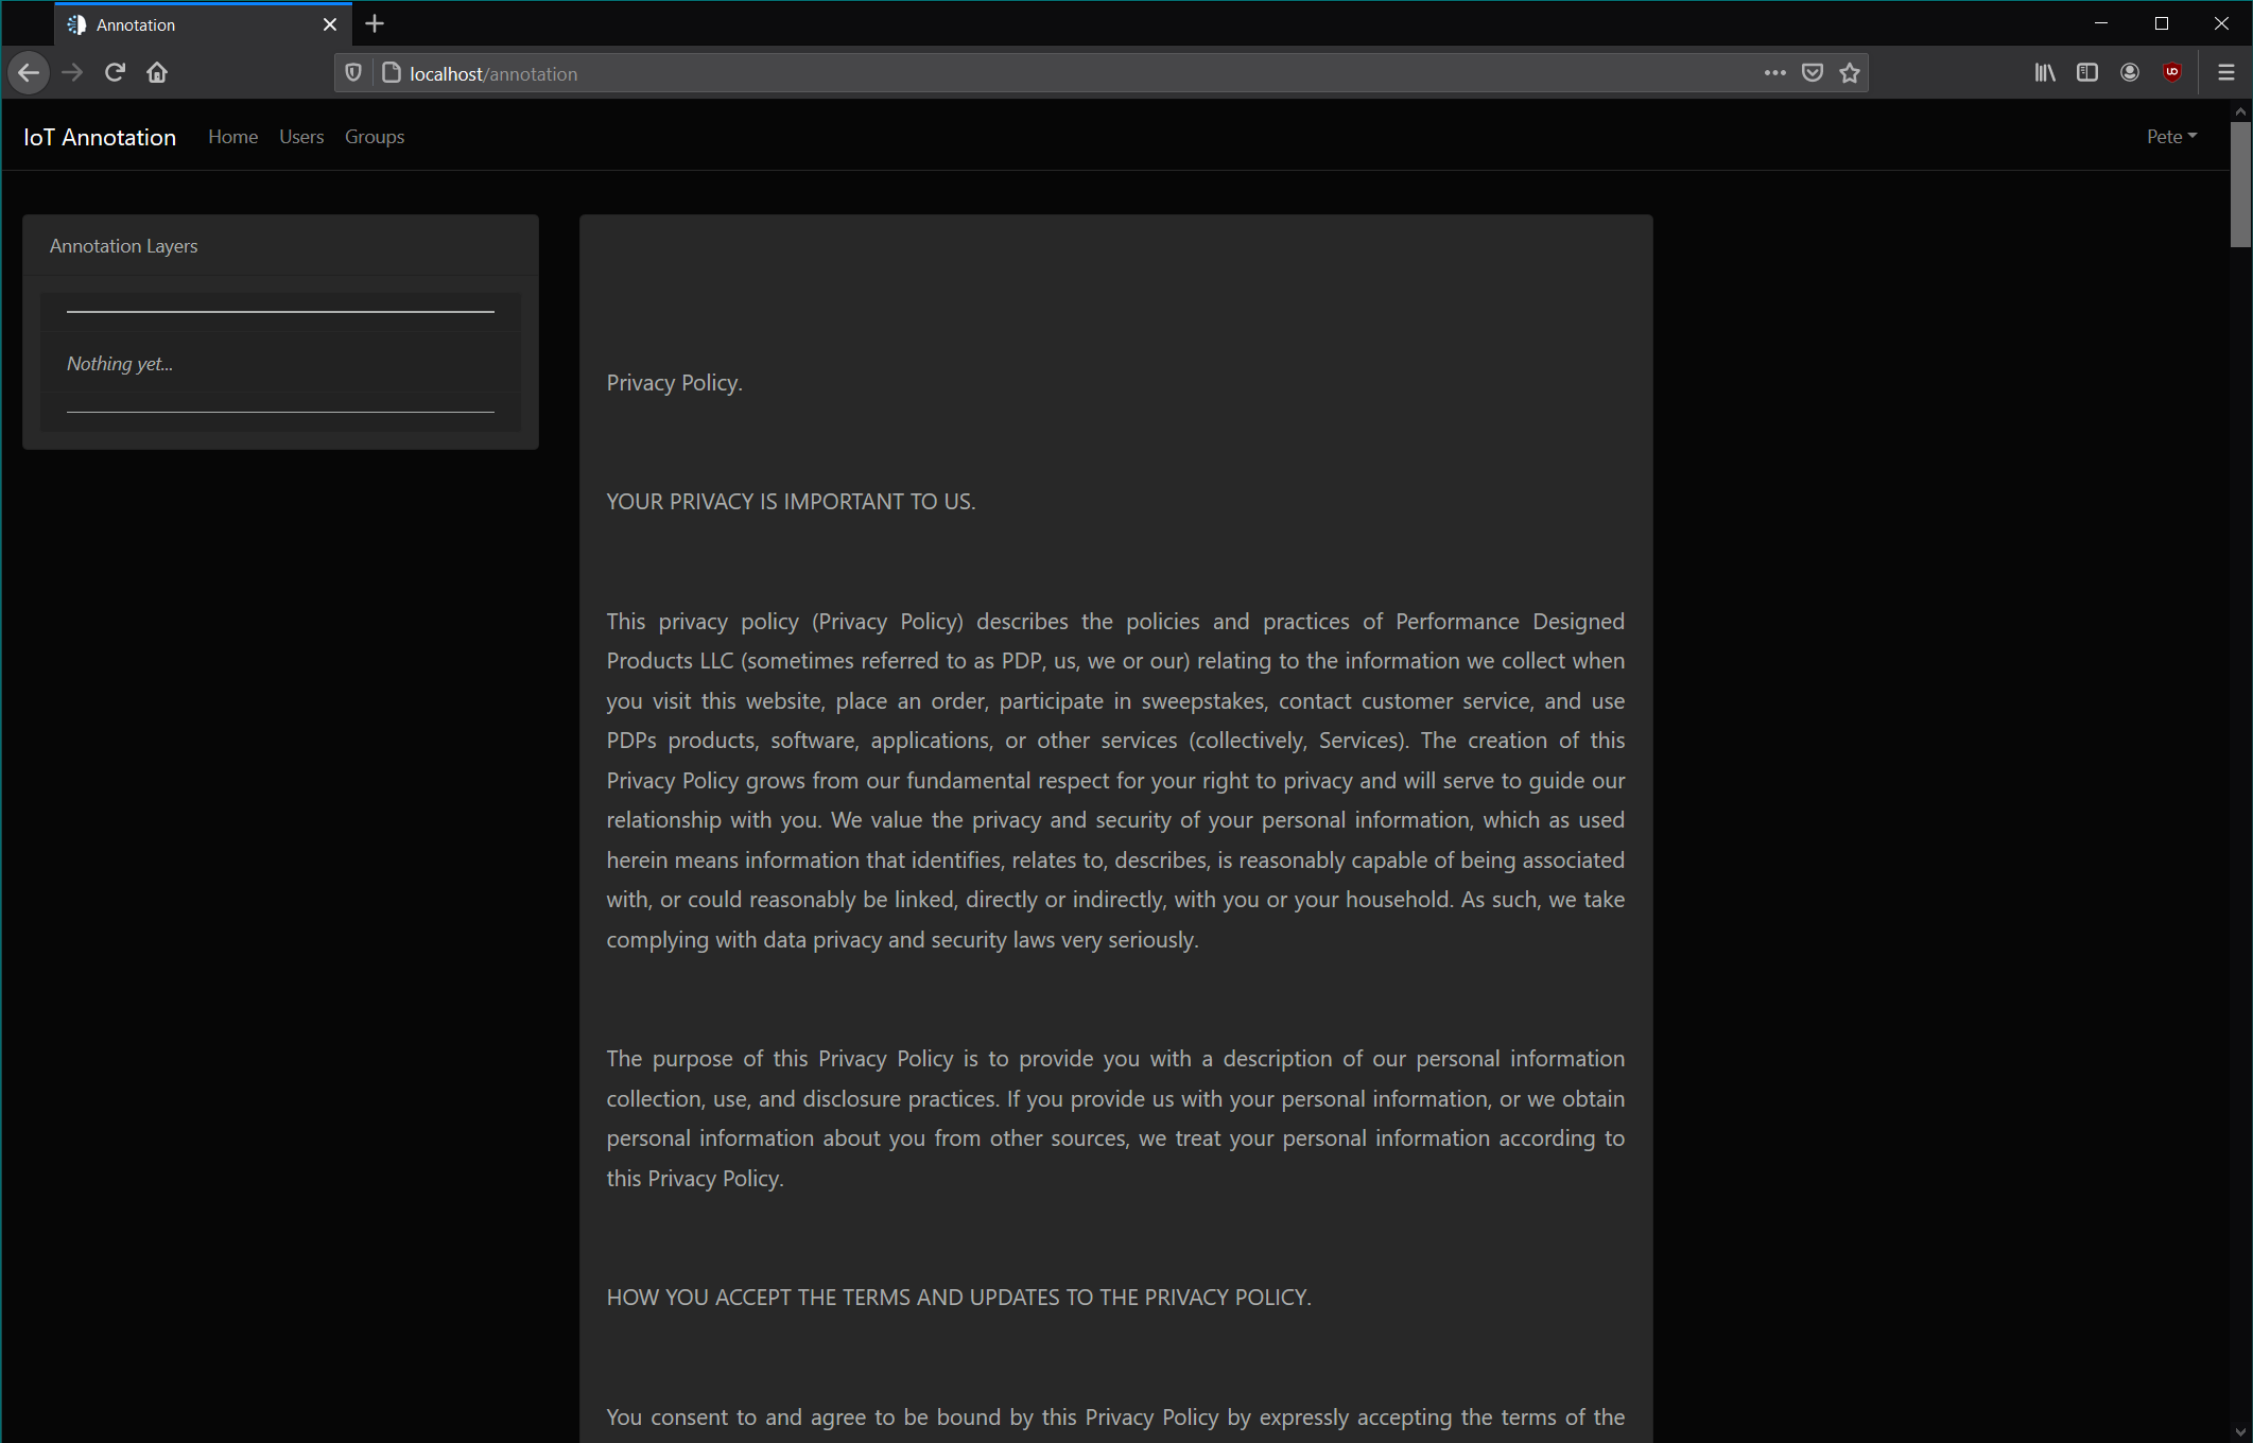 Annotation
localhost/annotation
IoT Annotation Home Users Groups Pete
Annotation Layers
Nothing yet...
Privacy Policy.
YOUR PRIVACY IS IMPORTANT TO US.
This privacy policy (Privacy Policy) describes the policies and practices of Performance Designed
Products LLC (sometimes referred to as PDP, us, we or our) relating to the information we collect when
you visit this website, place an order, participate in sweepstakes, contact customer service, and use
PDPs products, software, applications, or other services (collectively, Services). The creation of this
Privacy Policy grows from our fundamental respect for your right to privacy and will serve to guide our
relationship with you. We value the privacy and security of your personal information, which as used
herein means information that identifies, relates to, describes, is reasonably capable of being associated
with, or could reasonably be linked, directly or indirectly, with you or your household. As such, we take
complying with data privacy and security laws very seriously.
The purpose of this Privacy Policy is to provide you with a description of our personal information
collection, use, and disclosure practices. If you provide us with your personal information, or we obtain
personal information about you from other sources, we treat your personal information according to
this Privacy Policy.
HOW YOU ACCEPT THE TERMS AND UPDATES TO THE PRIVACY POLICY.
You consent to and agree to be bound by this Privacy Policy by expressly accepting the terms of the